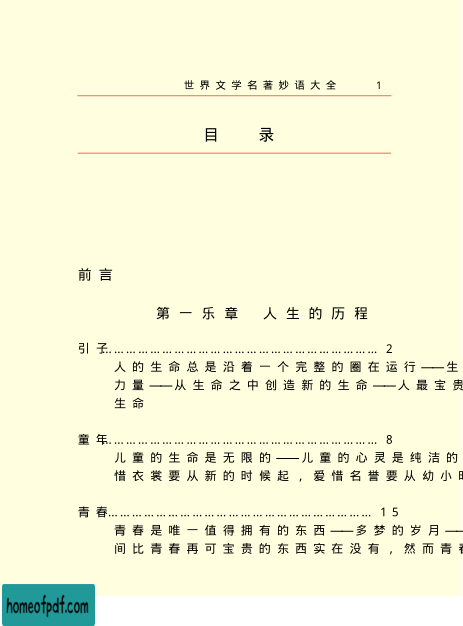 世界文学名著妙语大全 1
目 录
前言
第一乐章 人生的历程
引子……………………………………………………………… 2
人的生命总是沿着一个完整的圈在运行——生
力量——从生命之中创造新的生命——人最宝贵
生命
童年……………………………………………………………… 8
儿童的生命是无限的——儿童的心灵是纯洁的
惜衣裳要从新的时候起，爱惜名誉要从幼小时
青春……………………………………………………………… 15
青春是唯一值得拥有的东西——多梦的岁月——
间比青春再可宝贵的东西实在没有，然而青春
homeofpdf.com